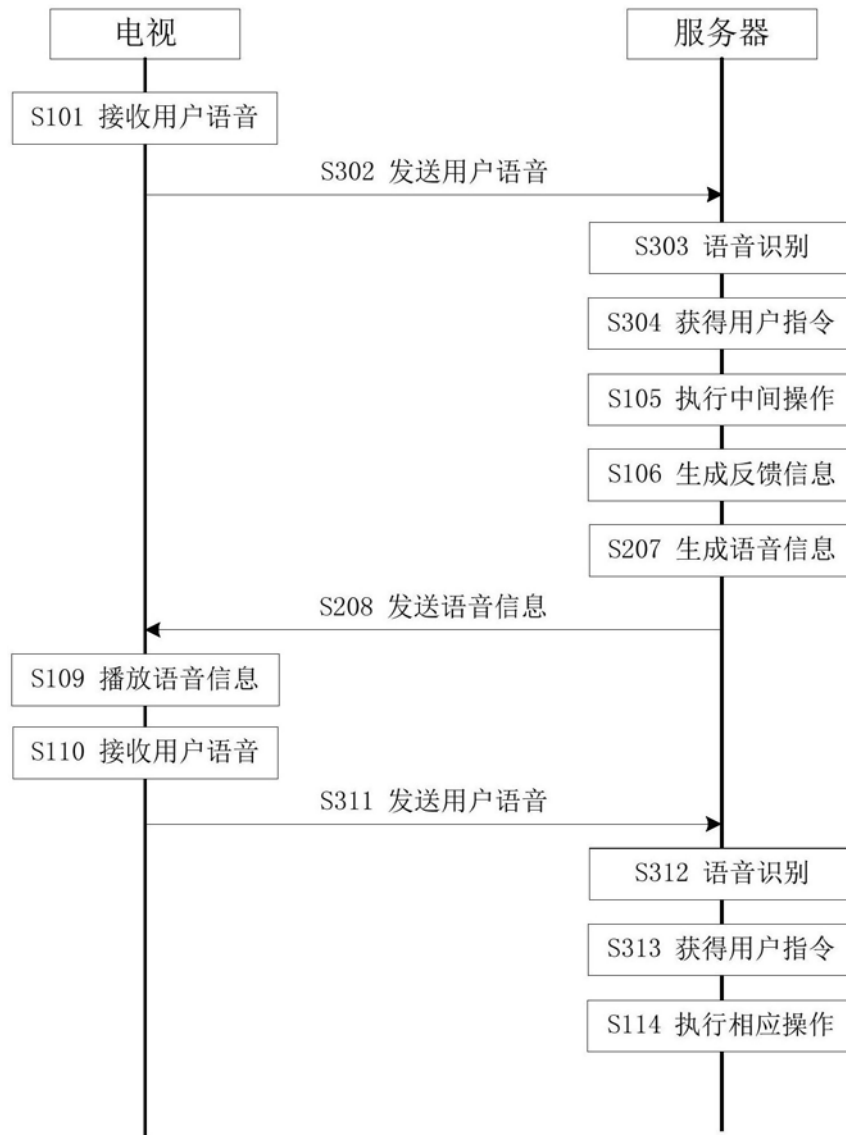 电视
服务器
S101 接收用户语音
S302 发送用户语音
S303 语音识别
S304 获得用户指令
S105 执行中间操作
S106 生成反馈信息
S207 生成语音信息
S208 发送语音信息
S109 播放语音信息
S110 接收用户语音
S311 发送用户语音
S312 语音识别
S313 获得用户指令
S114 执行相应操作